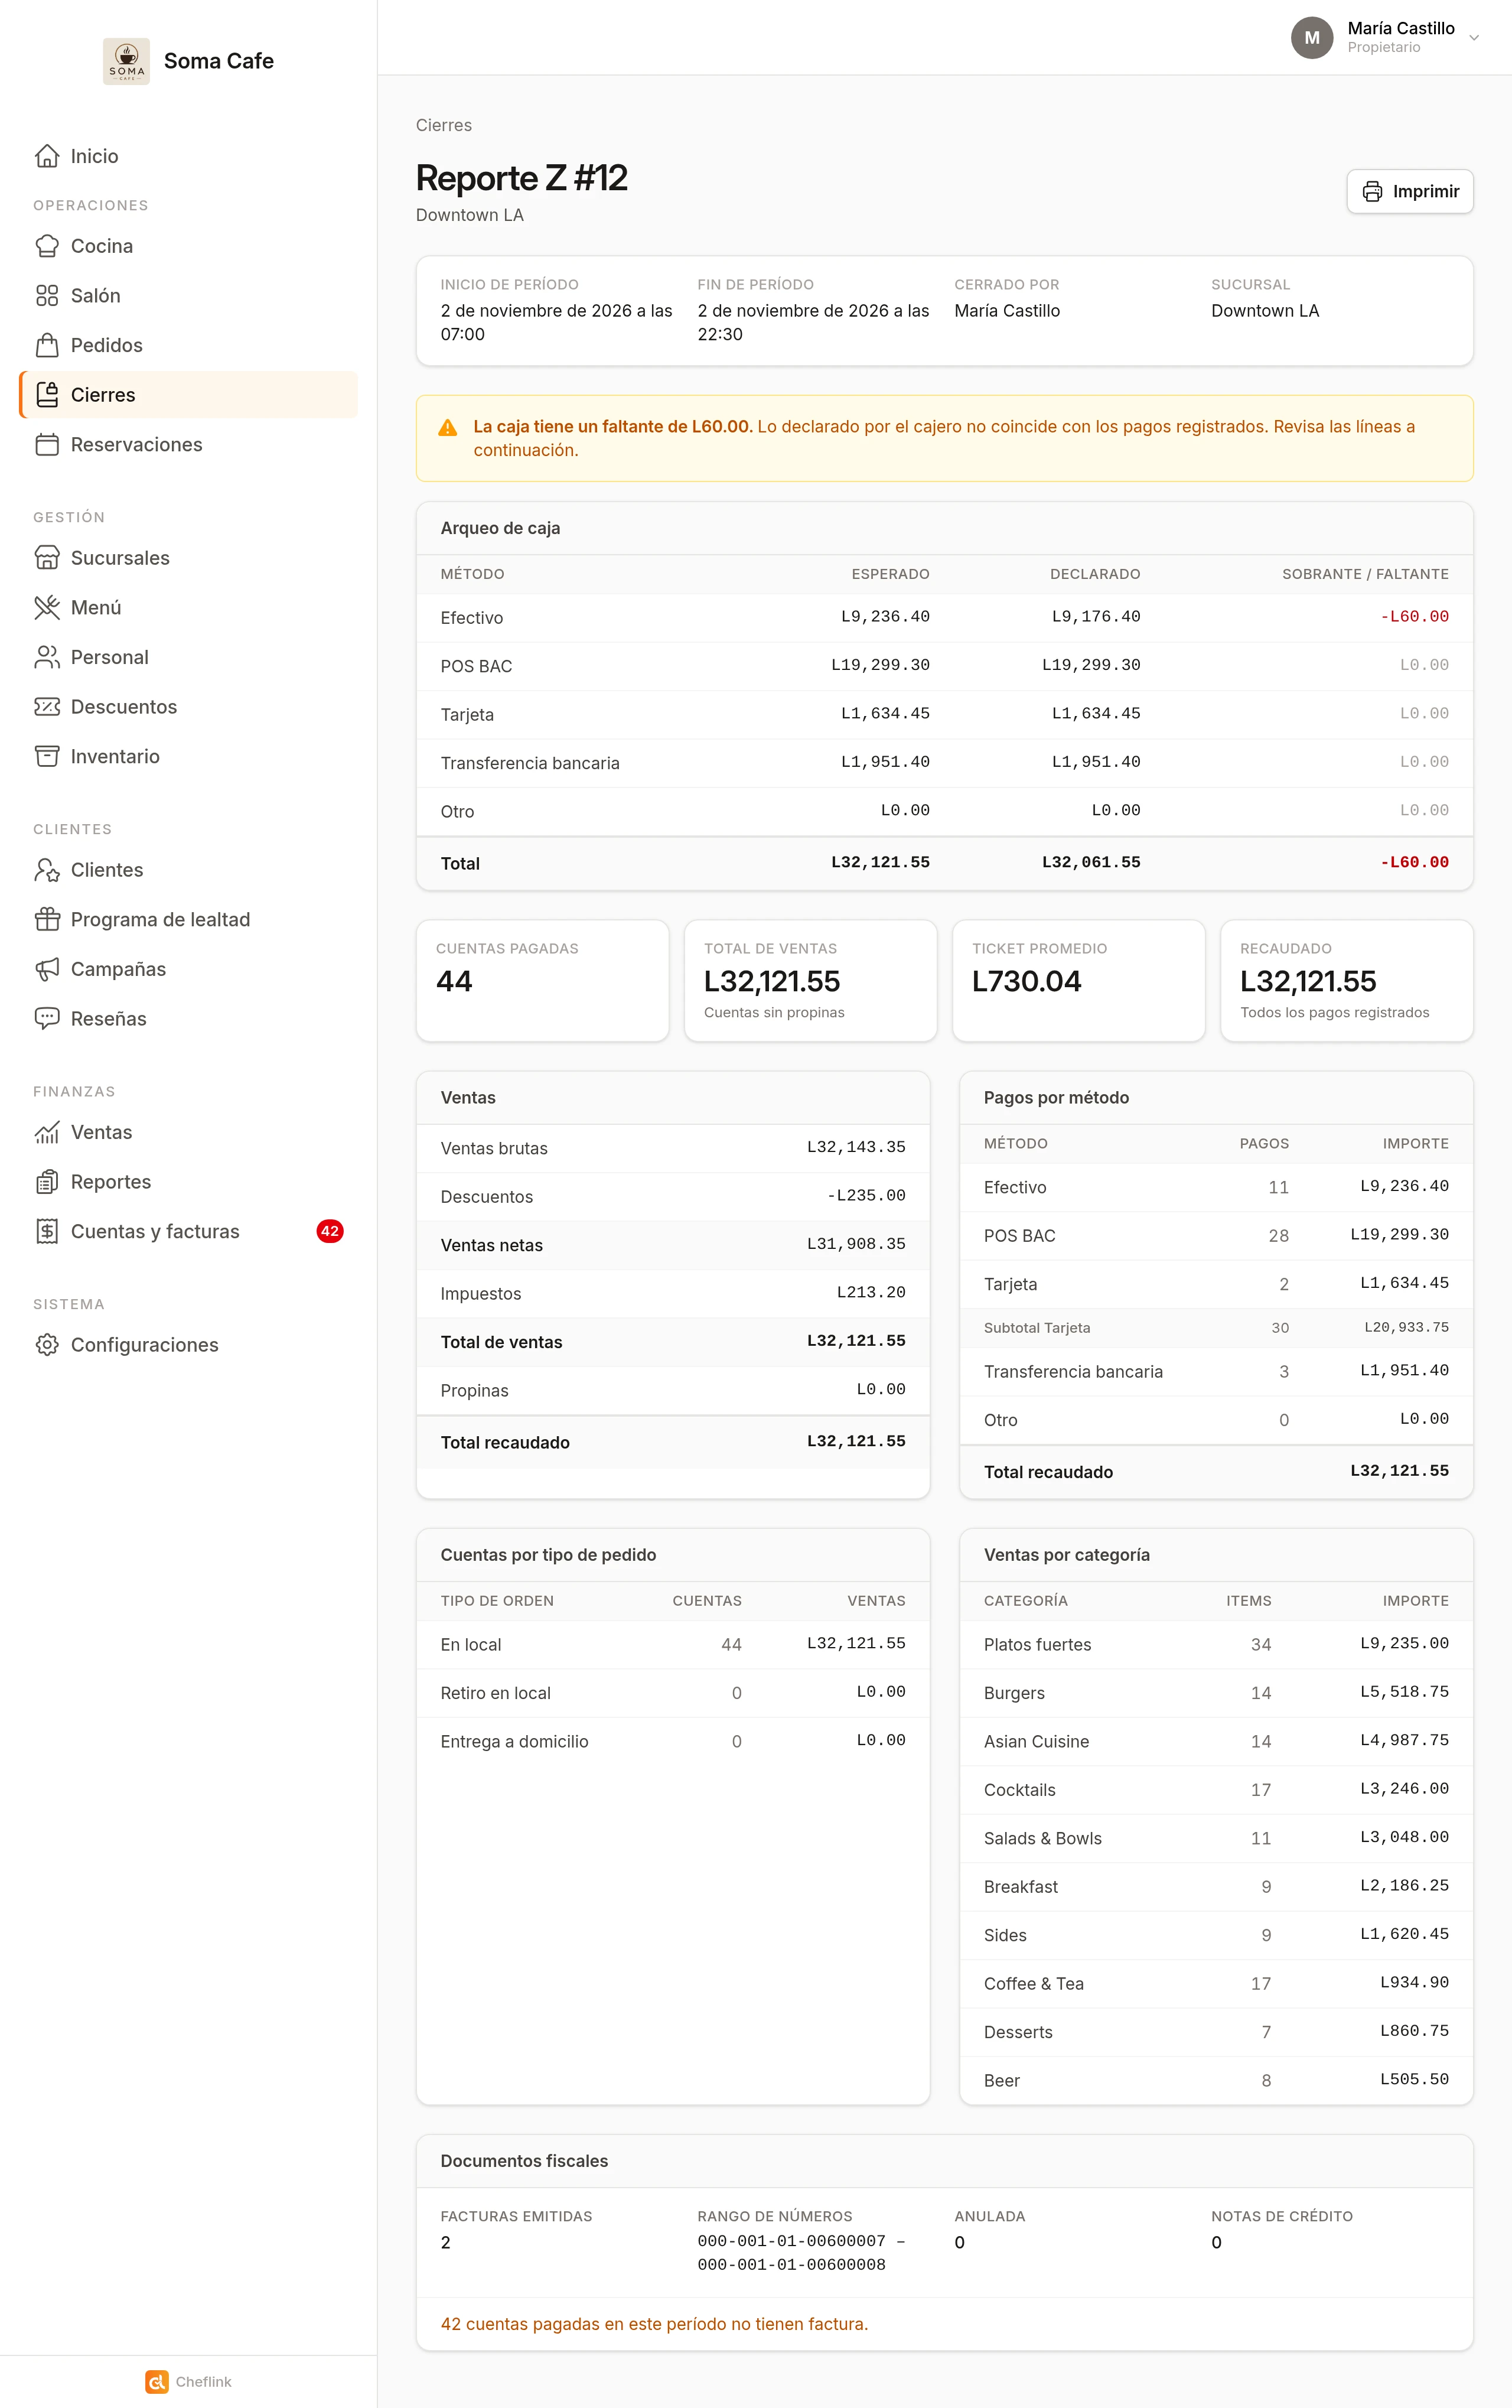 SOMA
CAFE
Soma Cafe
Inicio
OPERACIONES
Cocina
Salón
Pedidos
Cierres
Reservaciones
GESTIÓN
Sucursales
Menú
Personal
Descuentos
Inventario
CLIENTES
Clientes
Programa de lealtad
Campañas
Reseñas
FINANZAS
Ventas
Reportes
Cuentas y facturas 42
SISTEMA
Configuraciones
Cheflink
M
María Castillo
Propietario
Cierres
Reporte Z #12
Downtown LA
Imprimir
INICIO DE PERÍODO
2 de noviembre de 2026 a las
07:00
FIN DE PERÍODO
2 de noviembre de 2026 a las
22:30
CERRADO POR
María Castillo
SUCURSAL
Downtown LA
La caja tiene un faltante de L60.00. Lo declarado por el cajero no coincide con los pagos registrados. Revisa las líneas a
continuación.
Arqueo de caja
MÉTODO ESPERADO DECLARADO SOBRANTE / FALTANTE
Efectivo L9,236.40 L9,176.40 -L60.00
POS BAC L19,299.30 L19,299.30 L0.00
Tarjeta L1,634.45 L1,634.45 L0.00
Transferencia bancaria L1,951.40 L1,951.40 L0.00
Otro L0.00 L0.00 L0.00
Total L32,121.55 L32,061.55 -L60.00
CUENTAS PAGADAS
44
TOTAL DE VENTAS
L32,121.55
Cuentas sin propinas
TICKET PROMEDIO
L730.04
RECAUDADO
L32,121.55
Todos los pagos registrados
Ventas
Ventas brutas L32,143.35
Descuentos -L235.00
Ventas netas L31,908.35
Impuestos L213.20
Total de ventas L32,121.55
Propinas L0.00
Total recaudado L32,121.55
Pagos por método
MÉTODO PAGOS IMPORTE
Efectivo 11 L9,236.40
POS BAC 28 L19,299.30
Tarjeta 2 L1,634.45
Subtotal Tarjeta 30 L20,933.75
Transferencia bancaria 3 L1,951.40
Otro 0 L0.00
Total recaudado L32,121.55
Cuentas por tipo de pedido
TIPO DE ORDEN CUENTAS VENTAS
En local 44 L32,121.55
Retiro en local 0 L0.00
Entrega a domicilio 0 L0.00
Ventas por categoría
CATEGORÍA ITEMS IMPORTE
Platos fuertes 34 L9,235.00
Burgers 14 L5,518.75
Asian Cuisine 14 L4,987.75
Cocktails 17 L3,246.00
Salads & Bowls 11 L3,048.00
Breakfast 9 L2,186.25
Sides 9 L1,620.45
Coffee & Tea 17 L934.90
Desserts 7 L860.75
Beer 8 L505.50
Documentos fiscales
FACTURAS EMITIDAS
2
RANGO DE NÚMEROS
000-001-01-00600007 –
000-001-01-00600008
ANULADA
0
NOTAS DE CRÉDITO
0
42 cuentas pagadas en este período no tienen factura.